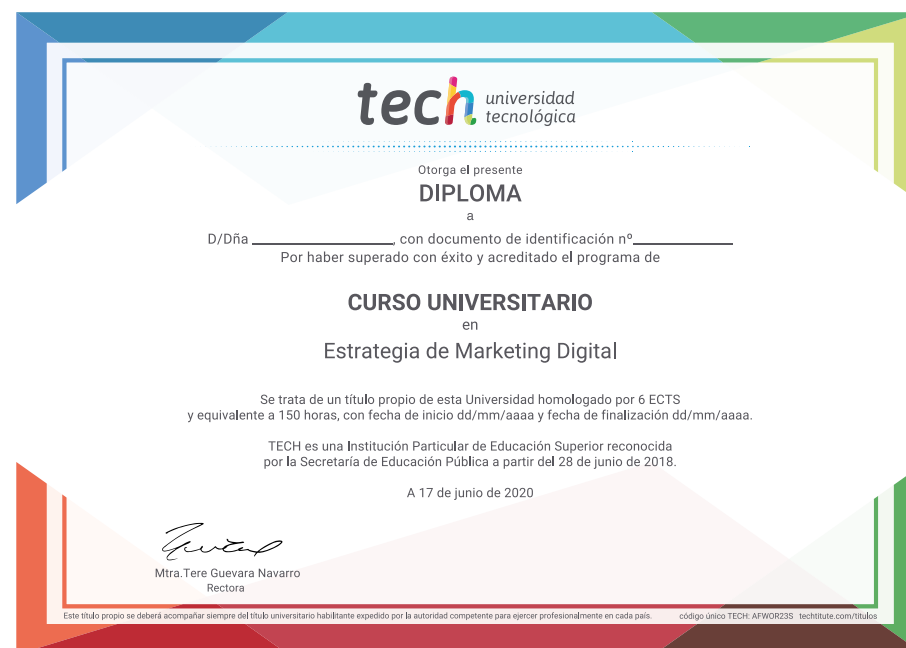 tech universidad
tecnológica
Otorga el presente
DIPLOMA
a
D/Dña ____________________, con documento de identificación nº______________
Por haber superado con éxito y acreditado el programa de
CURSO UNIVERSITARIO
en
Estrategia de Marketing Digital
Se trata de un título propio de esta Universidad homologado por 6 ECTS
y equivalente a 150 horas, con fecha de inicio dd/mm/aaaa y fecha de finalización dd/mm/aaaa.
TECH es una Institución Particular de Educación Superior reconocida
por la Secretaría de Educación Pública a partir del 28 de junio de 2018.
A 17 de junio de 2020
Mtra.Tere Guevara Navarro
Rectora
Este título propio se deberá acompañar siempre del título universitario habilitante expedido por la autoridad competente para ejercer profesionalmente en cada país. código único TECH: AFWOR23S techtitute.com/titulos